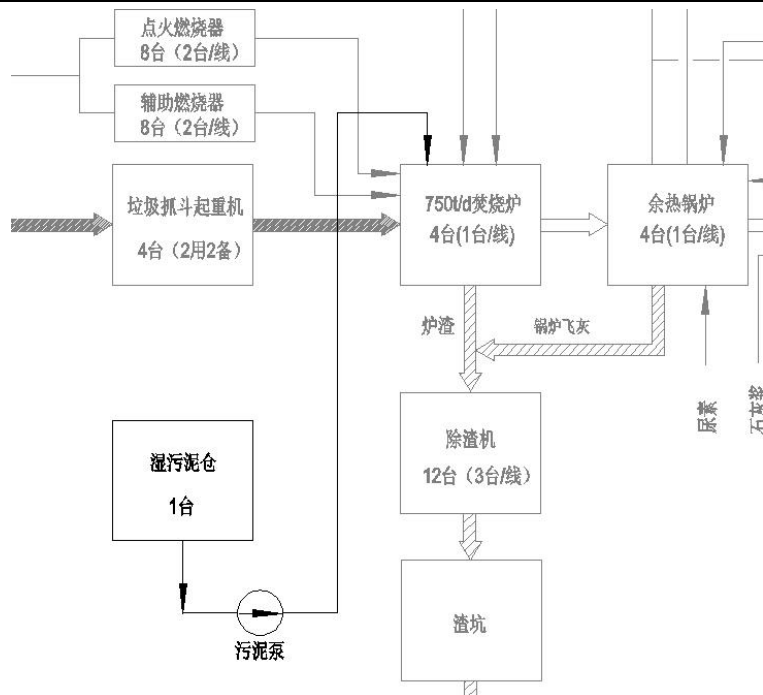 点火燃烧器
8台（2台/线）
辅助燃烧器
8台（2台/线）
垃圾抓斗起重机
4台（2用2备）
750t/d焚烧炉
4台(1台/线)
余热锅炉
4台(1台/线)
炉渣
锅炉飞灰
尿素
石灰浆
除渣机
12台（3台/线）
湿污泥仓
1台
污泥泵
渣坑